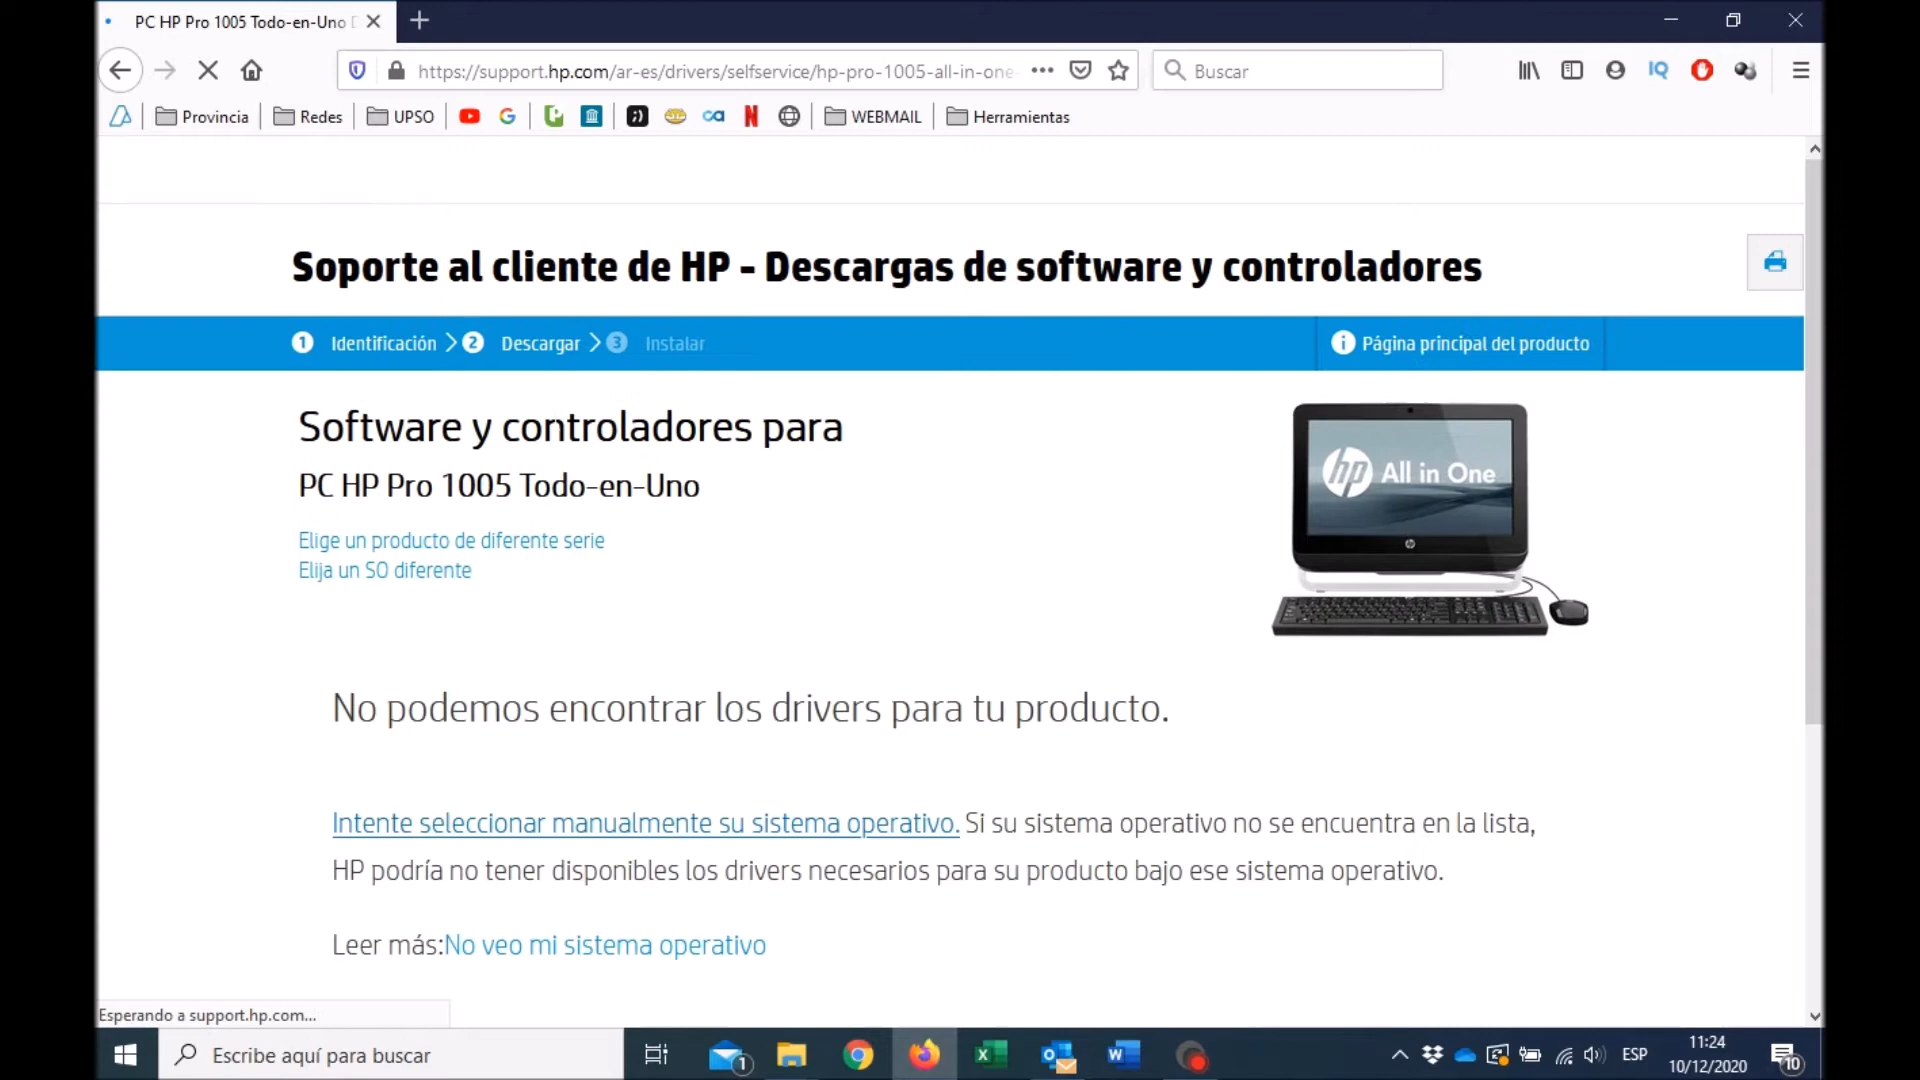 PC HP Pro 1005 Todo-en-Uno
https://support.hp.com/ar-es/drivers/selfservice/hp-pro-1005-all-in-one-
Buscar
IQ
Provincia
Redes
UPSO
WEBMAIL
Herramientas
Soporte al cliente de HP - Descargas de software y controladores
1 Identificación 2 Descargar 3 Instalar
Página principal del producto
Software y controladores para
PC HP Pro 1005 Todo-en-Uno
Elige un producto de diferente serie
Elija un SO diferente
hp All in One
No podemos encontrar los drivers para tu producto.
Intente seleccionar manualmente su sistema operativo. Si su sistema operativo no se encuentra en la lista,
HP podría no tener disponibles los drivers necesarios para su producto bajo ese sistema operativo.
Leer más:No veo mi sistema operativo
Esperando a support.hp.com...
Escribe aquí para buscar
1
ESP
11:24
10/12/2020
10